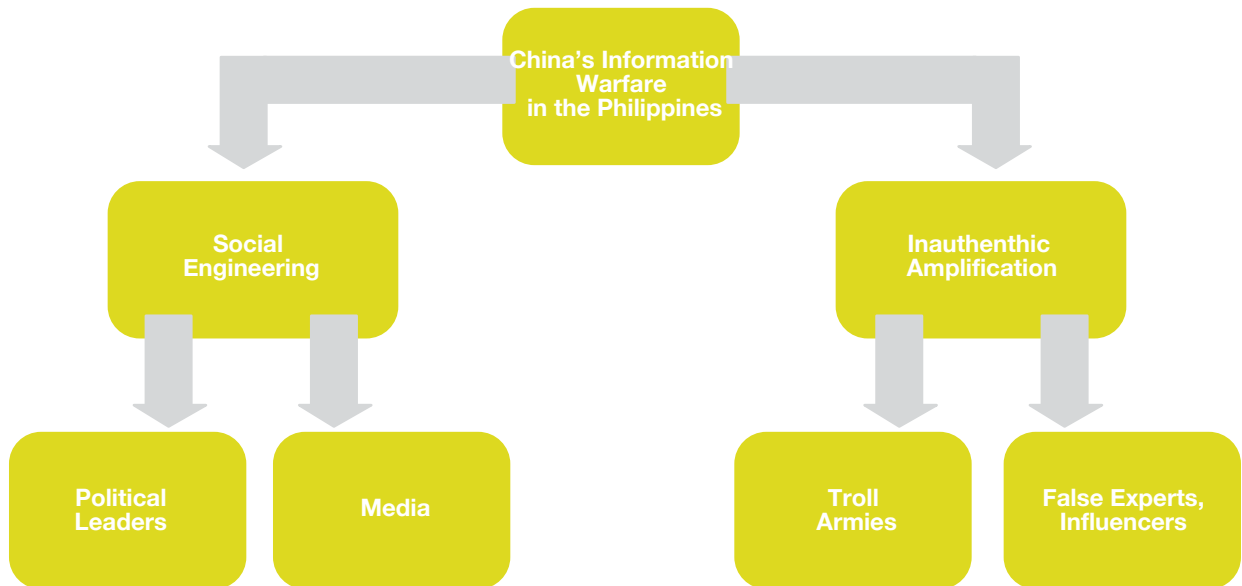 China’s Information
Warfare
in the Philippines
Social
Engineering
Inauthenthic
Amplification
Political
Leaders
Media
Troll
Armies
False Experts,
Influencers